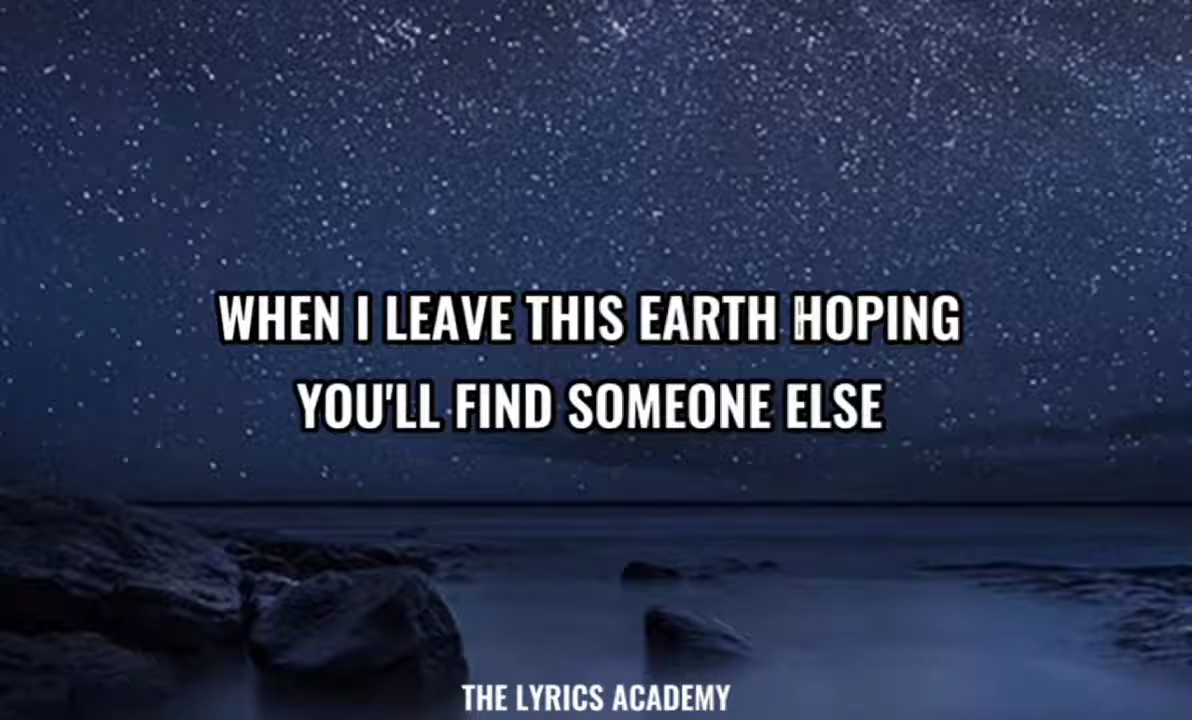 WHEN I LEAVE THIS EARTH HOPING
YOU'LL FIND SOMEONE ELSE
THE LYRICS ACADEMY